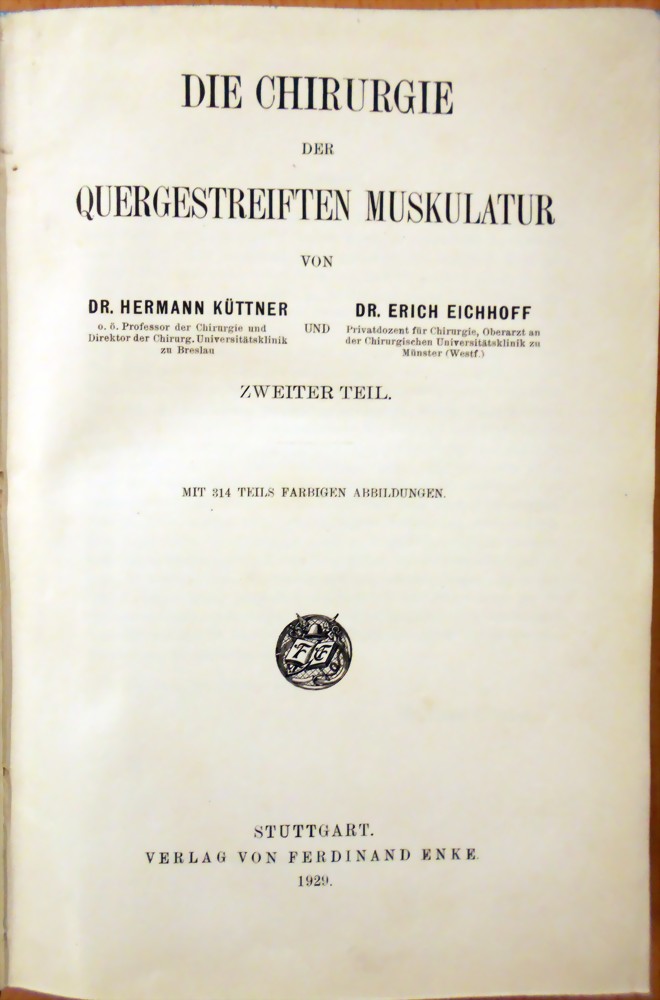 DIE CHIRURGIE
DER
QUERGESTREIFTEN MUSKULATUR
VON
DR. HERMANN KÜTTNER
o. ö. Professor der Chirurgie und
Direktor der Chirurg. Universitätsklinik
zu Breslau
UND
DR. ERICH EICHHOFF
Privatdozent für Chirurgie, Oberarzt an
der Chirurgischen Universitätsklinik zu
Münster (Westf.)
ZWEITER TEIL.
MIT 314 TEILS FARBIGEN ABBILDUNGEN.
F E
STUTTGART.
VERLAG VON FERDINAND ENKE.
1929.